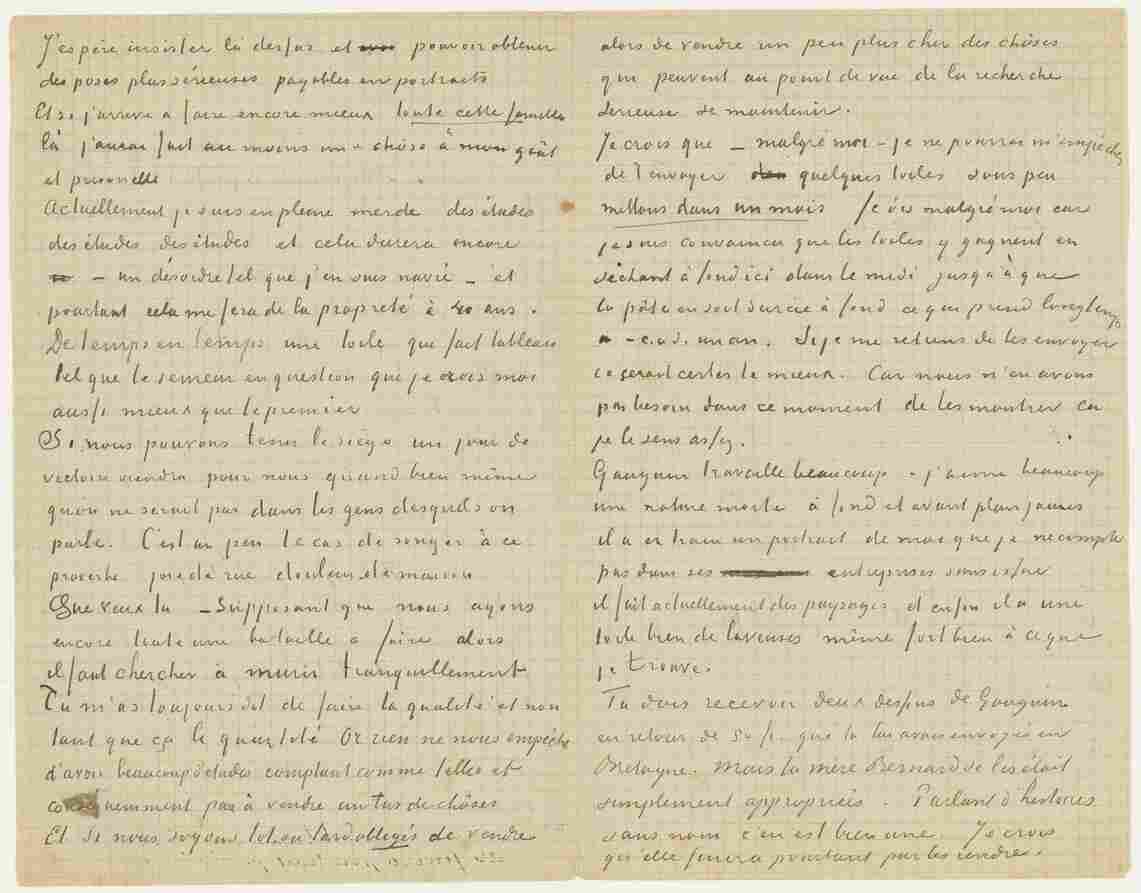 J'espère insister là dessus et pouvoir obtenir
des poses plus sérieuses payables en portraits
Et si j'arrive à faire encore mieux toute cette famille
là j'aurai fait au moins une chôse à mon goût
et personelle
Actuellement je suis en pleine merde des études
des études des études et cela durera encore
– un désordre tel que j'en suis navré – et
pourtant cela me fera de la propreté à 40 ans.
De temps en temps une toile qui fait tableau
tel que le semeur en question que je crois moi
aussi mieux que le premier
Si nous pouvons tenir le siège un jour de
victoire viendra pour nous quand bien même
qu'on ne serait pas dans les gens desquels on
parle. C'est un peu le cas de songer à ce
proverbe joie de rue douleur de maison
Que veux tu – Supposant que nous ayons
encore toute une bataille à faire alors
il faut chercher à murir tranquillement
Tu m'as toujours dit de faire la qualité et non
tant que ça la quantité Or rien ne nous empêche
d'avoir beaucoup d'études comptant comme telles et
consequemment pas à vendre un tas de chôses
Et si nous soyons tot ou tard obligés de vendre
alors de vendre un peu plus cher des chôses
qui peuvent au point de vue de la recherche
serieuse se maintenir.
Je crois que – malgré moi – je ne pourrai m'empêcher
de t'envoyer quelques toiles sous peu
mettons dans un mois Je dis malgré moi car
je suis convaincu que les toiles y gagnent en
séchant à fond ici dans le midi jusqu'à que
la pâte en soit durcie à fond ce qui prend longtemps
– c.a.d. un an. Si je me retiens de les envoyer
ce serait certes le mieux. Car nous n'en avons
pas besoin dans ce moment de les montrer ça
je le sens assez.
Gauguin travaille beaucoup – j'aime beaucoup
une nature morte à fond et avant plan jaunes
il a en train un portrait de moi que je ne compte
pas dans ses entreprises sans issue
il fait actuellement des paysages et enfin il a une
toile bien de laveuses même fort bien à ce que
je trouve.
Tu dois recevoir deux dessins de Gauguin
en retour de 50 fr. que tu lui avais envoyés en
Bretagne. Mais la mère Bernard se les était
simplement appropriés. Parlant d'histoires
sans nom c'en est bien une. Je crois
qu'elle finira pourtant par les rendre.